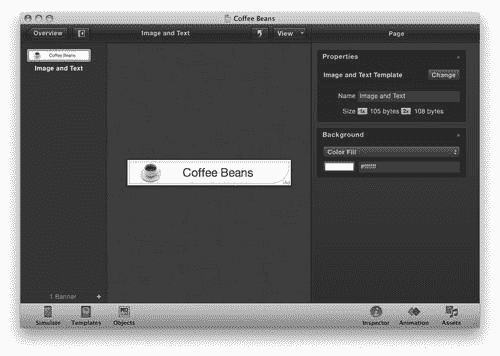 Coffee Beans
Overview
Image and Text
View
Page
Coffee Beans
Image and Text
Properties
Image and Text Template
Change
Name
Image and Text
Size
1x
105 bytes
2x
108 bytes
Background
Color Fill
#ffffff
Coffee Beans
iAd
1 Banner
+
Simulate
Templates
Objects
Inspector
Animation
Assets